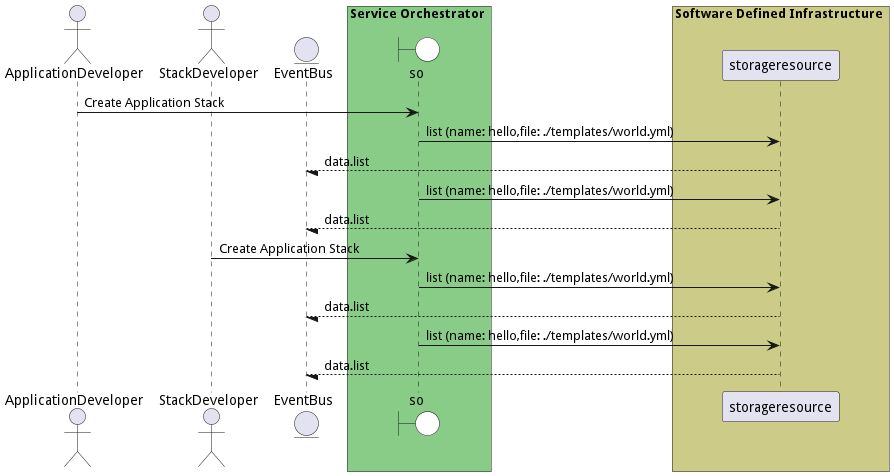 Service Orchestrator
Software Defined Infrastructure
ApplicationDeveloper
StackDeveloper
EventBus
so
storageresource
Create Application Stack
list (name: hello,file: ./templates/world.yml)
data.list
list (name: hello,file: ./templates/world.yml)
data.list
Create Application Stack
list (name: hello,file: ./templates/world.yml)
data.list
list (name: hello,file: ./templates/world.yml)
data.list
ApplicationDeveloper
StackDeveloper
EventBus
so
storageresource